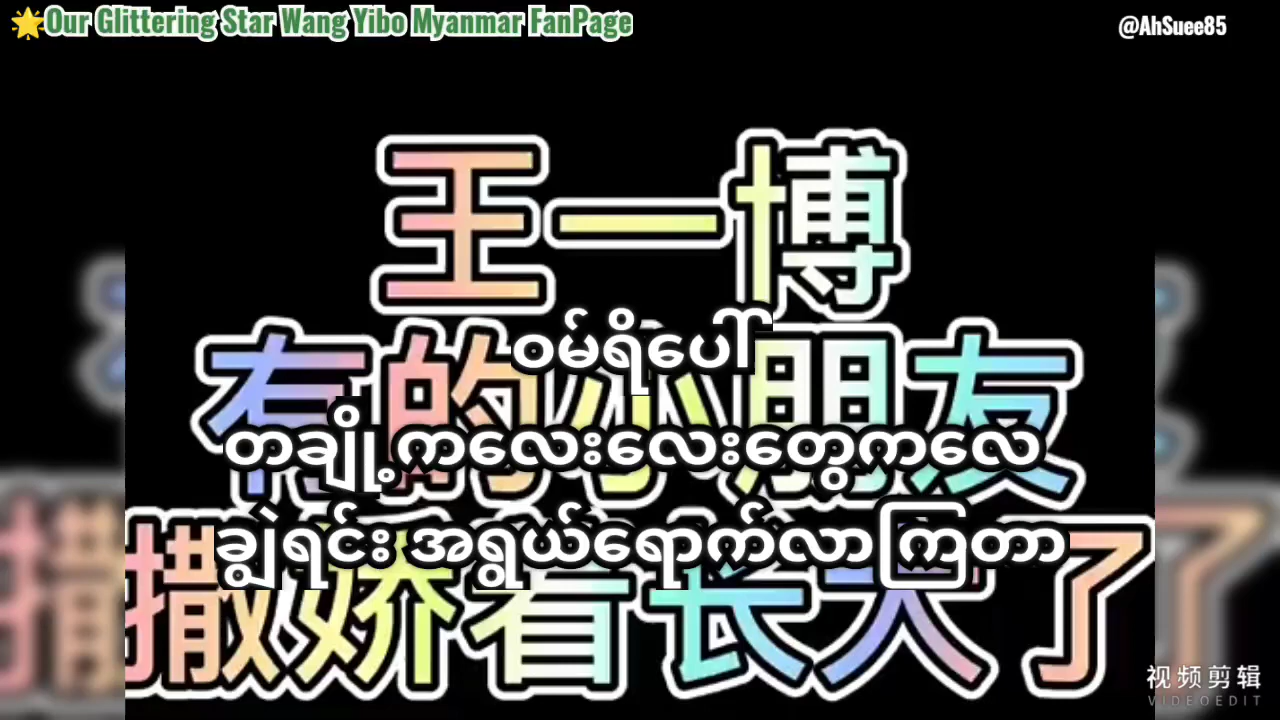 🌟Our Glittering Star Wang Yibo Myanmar FanPage
@AhSuee85
王一博
有的小朋友
撒娇着长大了
ဝမ်ရိပေါ်
တချို့ကလေးလေးတွေ့ကလေ
ချွဲရင်း အရွယ်ရောက်လာကြတာ
视频剪辑
VIDEOEDIT